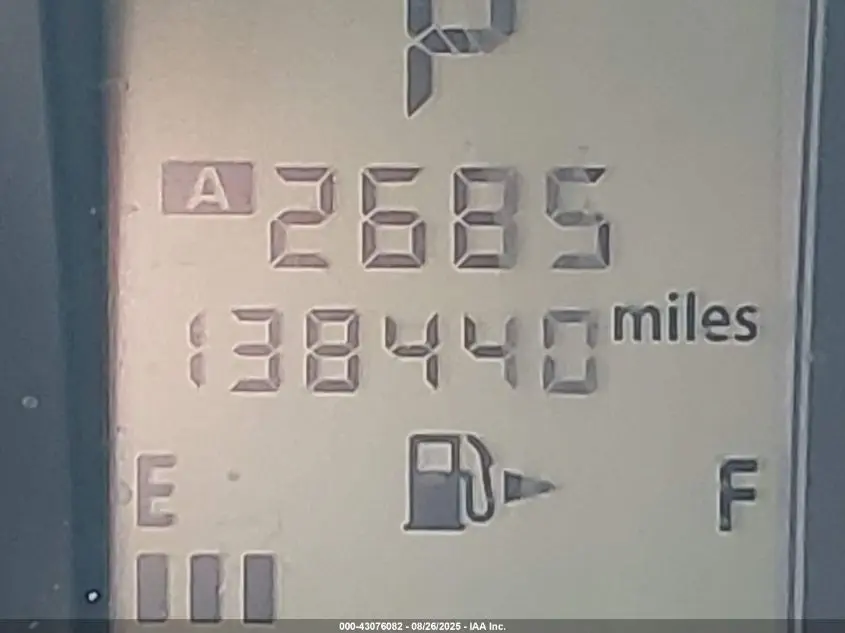 P
A 2685
138440 miles
E F
000-43076082 - 08/26/2025 - IAA Inc.